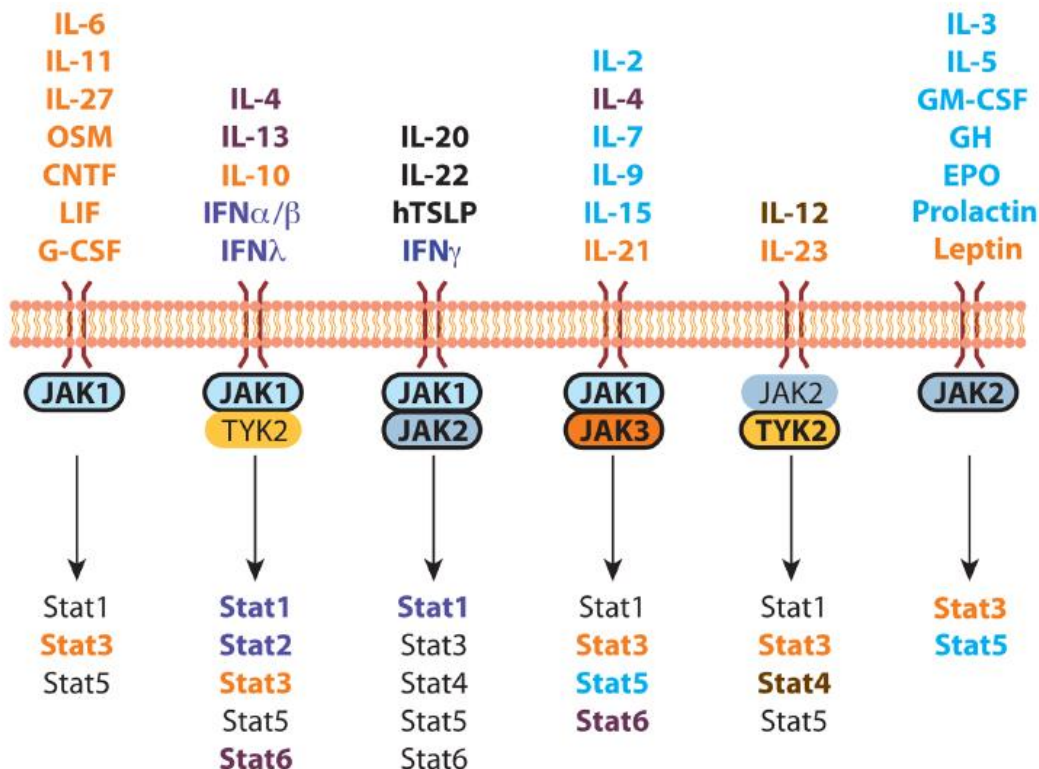 IL-6
IL-11
IL-27
OSM
CNTF
LIF
G-CSF
JAK1
Stat1
Stat3
Stat5
IL-4
IL-13
IL-10
IFNα/β
IFNλ
JAK1
TYK2
Stat1
Stat2
Stat3
Stat5
Stat6
IL-20
IL-22
hTSLP
IFNγ
JAK1
JAK2
Stat1
Stat3
Stat4
Stat5
Stat6
IL-2
IL-4
IL-7
IL-9
IL-15
IL-21
JAK1
JAK3
Stat1
Stat3
Stat5
Stat6
IL-12
IL-23
JAK2
TYK2
Stat1
Stat3
Stat4
Stat5
IL-3
IL-5
GM-CSF
GH
EPO
Prolactin
Leptin
JAK2
Stat3
Stat5